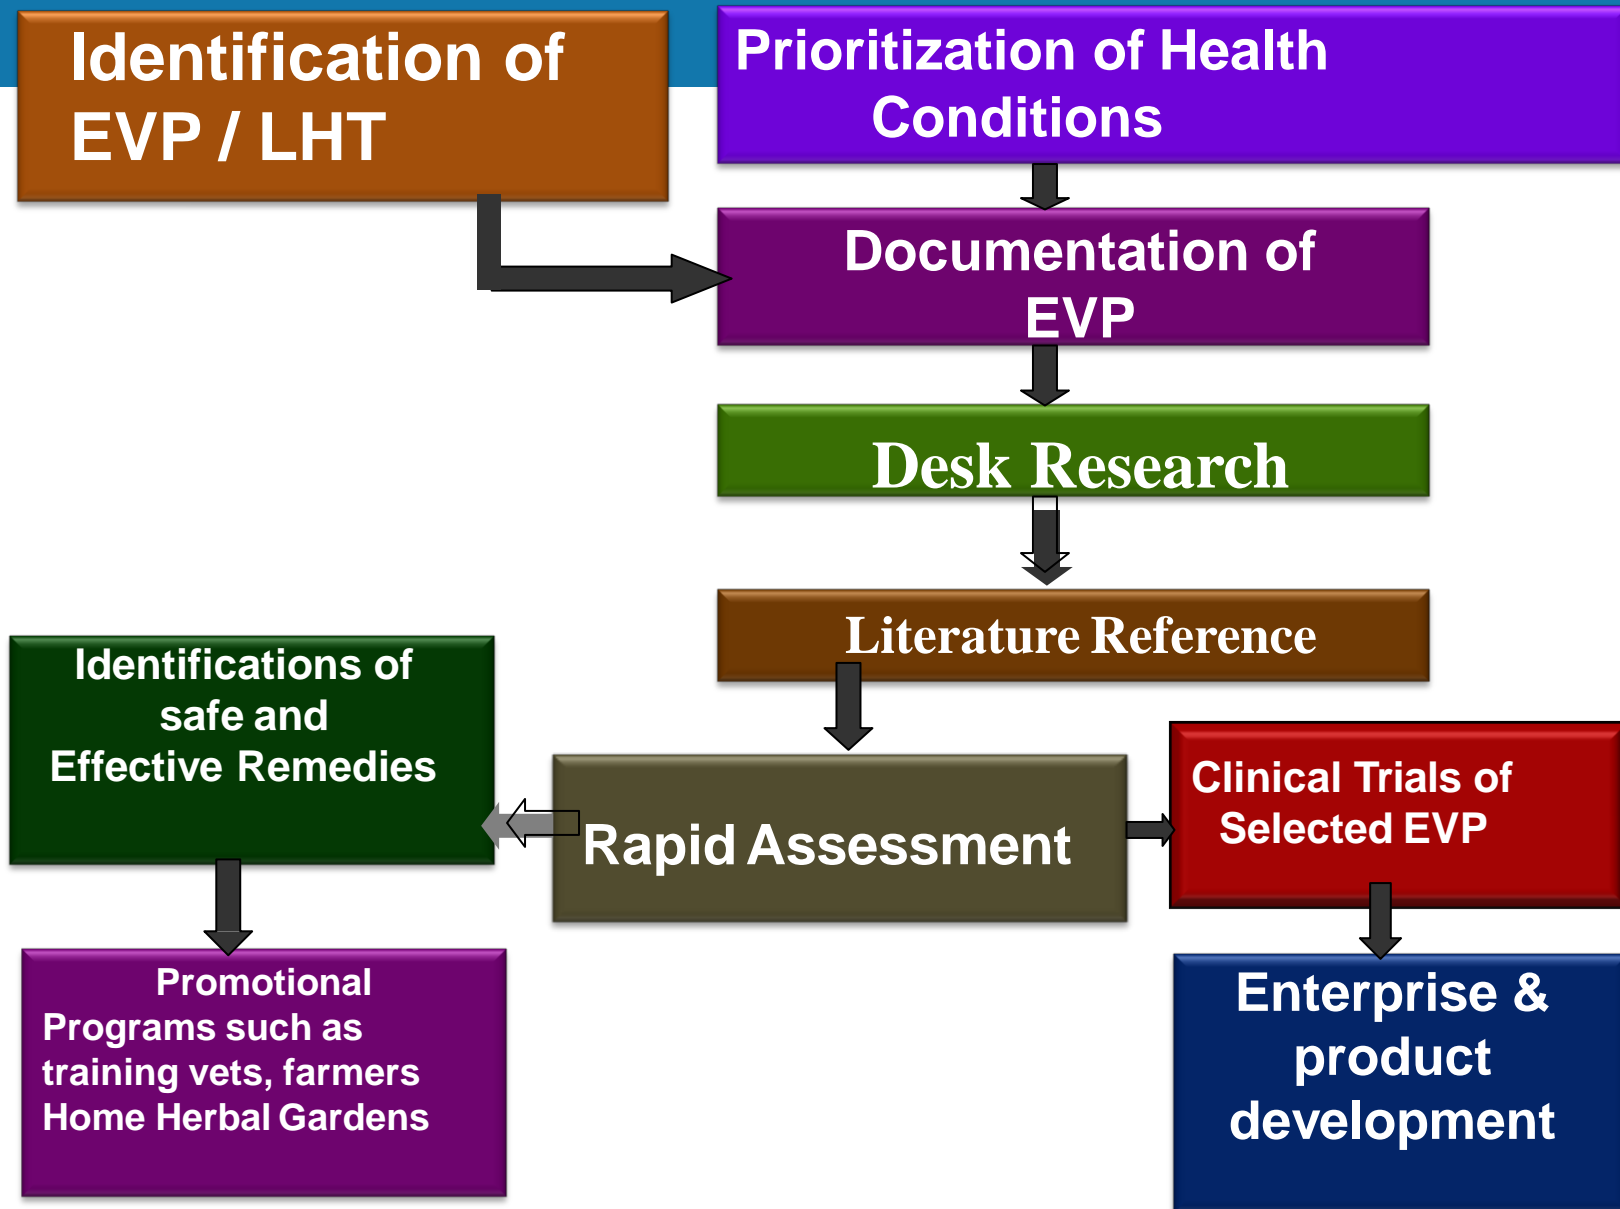 Identification of
EVP / LHT
Prioritization of Health
Conditions
Documentation of
EVP
Desk Research
Literature Reference
Identifications of
safe and
Effective Remedies
Rapid Assessment
Clinical Trials of
Selected EVP
Promotional
Programs such as
training vets, farmers
Home Herbal Gardens
Enterprise &
product
development